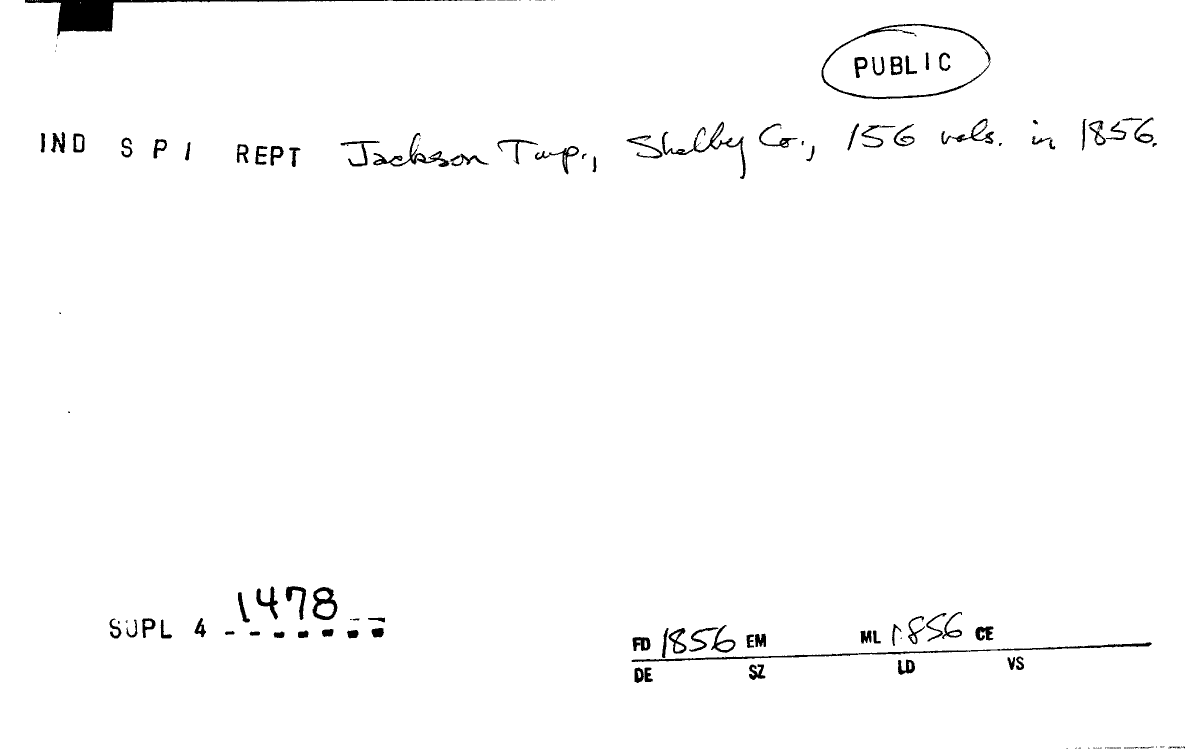 PUBLIC
IND S P I REPT Jackson Twp., Shelby Co., 156 vols. in 1856.
SUPL 4 1478
FD 1856 EM ML 1856 CE
DE SZ LD VS